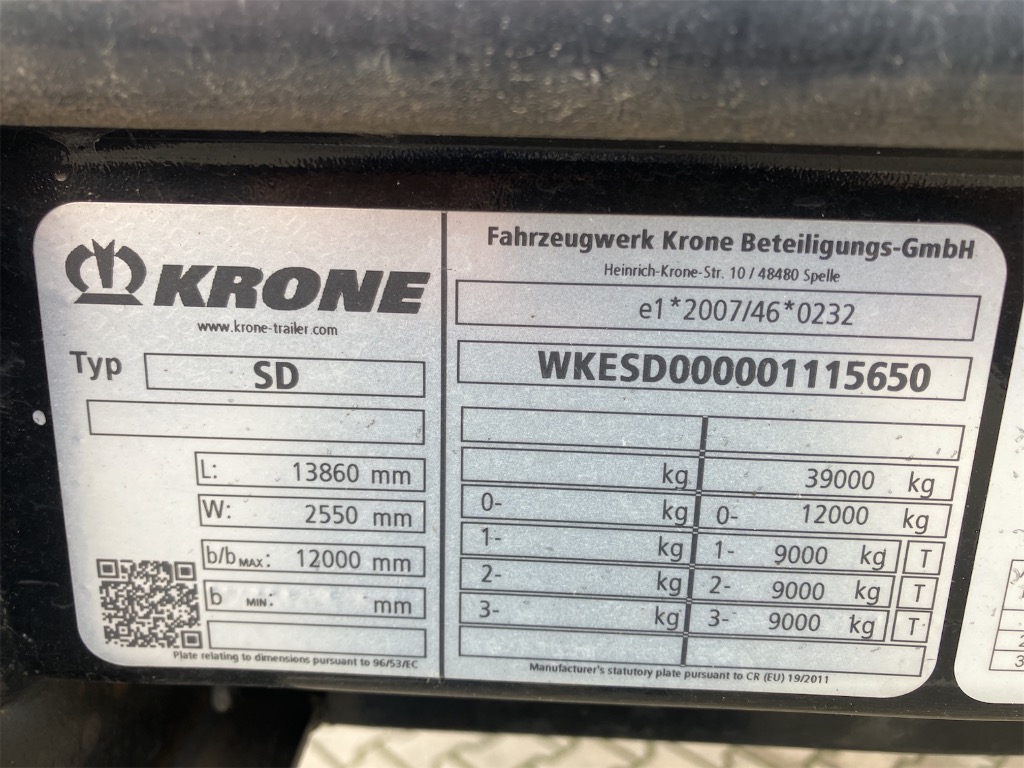 KRONE
www.krone-trailer.com
Typ SD
L: 13860 mm
W: 2550 mm
b/b MAX: 12000 mm
b MIN: mm
Plate relating to dimensions pursuant to 96/53/EC
Fahrzeugwerk Krone Beteiligungs-GmbH
Heinrich-Krone-Str. 10 / 48480 Spelle
e1*2007/46*0232
WKESD000001115650
kg 39000 kg
0- kg 0- 12000 kg
1- kg 1- 9000 kg T
2- kg 2- 9000 kg T
3- kg 3- 9000 kg T
Manufacturer's statutory plate pursuant to CR (EU) 19/2011
2
3